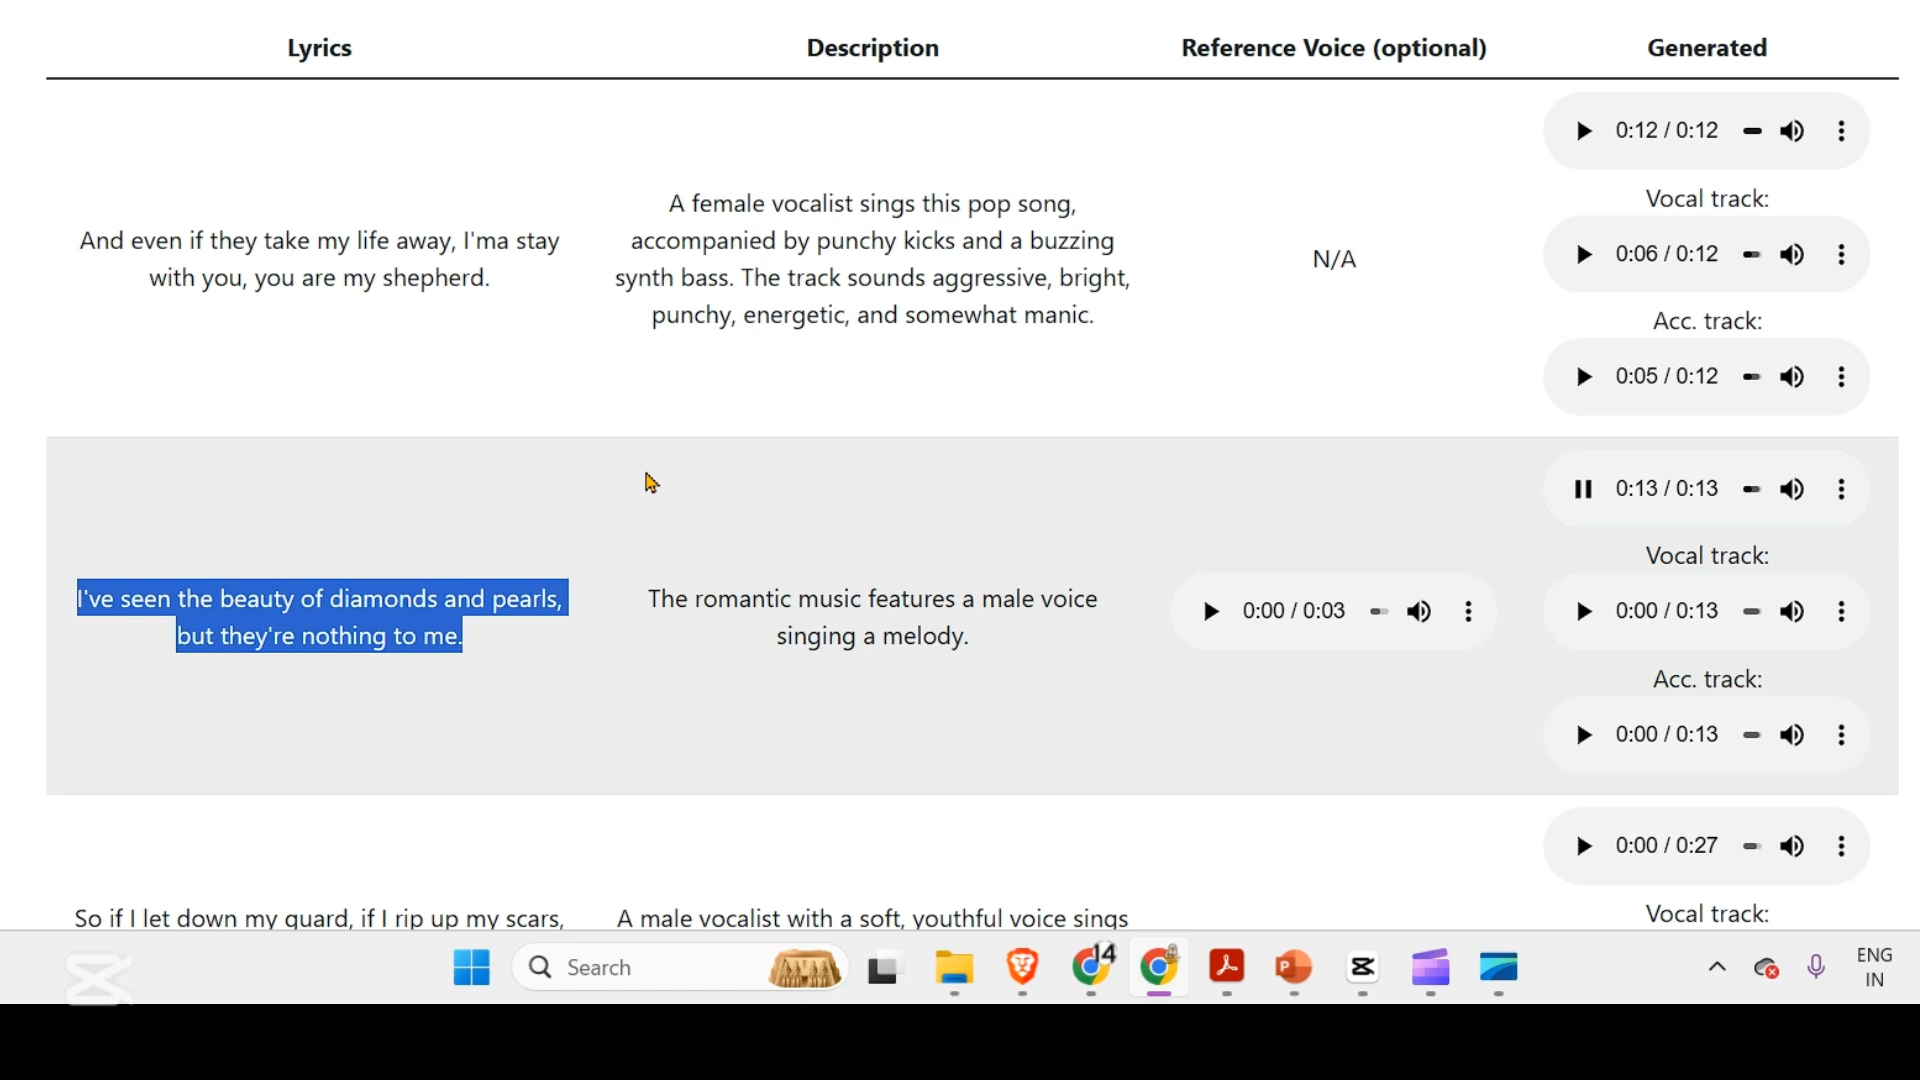 Lyrics
Description
Reference Voice (optional)
Generated
And even if they take my life away, I'ma stay
with you, you are my shepherd.
A female vocalist sings this pop song,
accompanied by punchy kicks and a buzzing
synth bass. The track sounds aggressive, bright,
punchy, energetic, and somewhat manic.
N/A
0:12 / 0:12
Vocal track:
0:06 / 0:12
Acc. track:
0:05 / 0:12
I've seen the beauty of diamonds and pearls,
but they're nothing to me.
The romantic music features a male voice
singing a melody.
0:00 / 0:03
0:13 / 0:13
Vocal track:
0:00 / 0:13
Acc. track:
0:00 / 0:13
So if I let down my guard, if I rip up my scars,
A male vocalist with a soft, youthful voice sings
0:00 / 0:27
Vocal track:
Search
14
P
ENG
IN